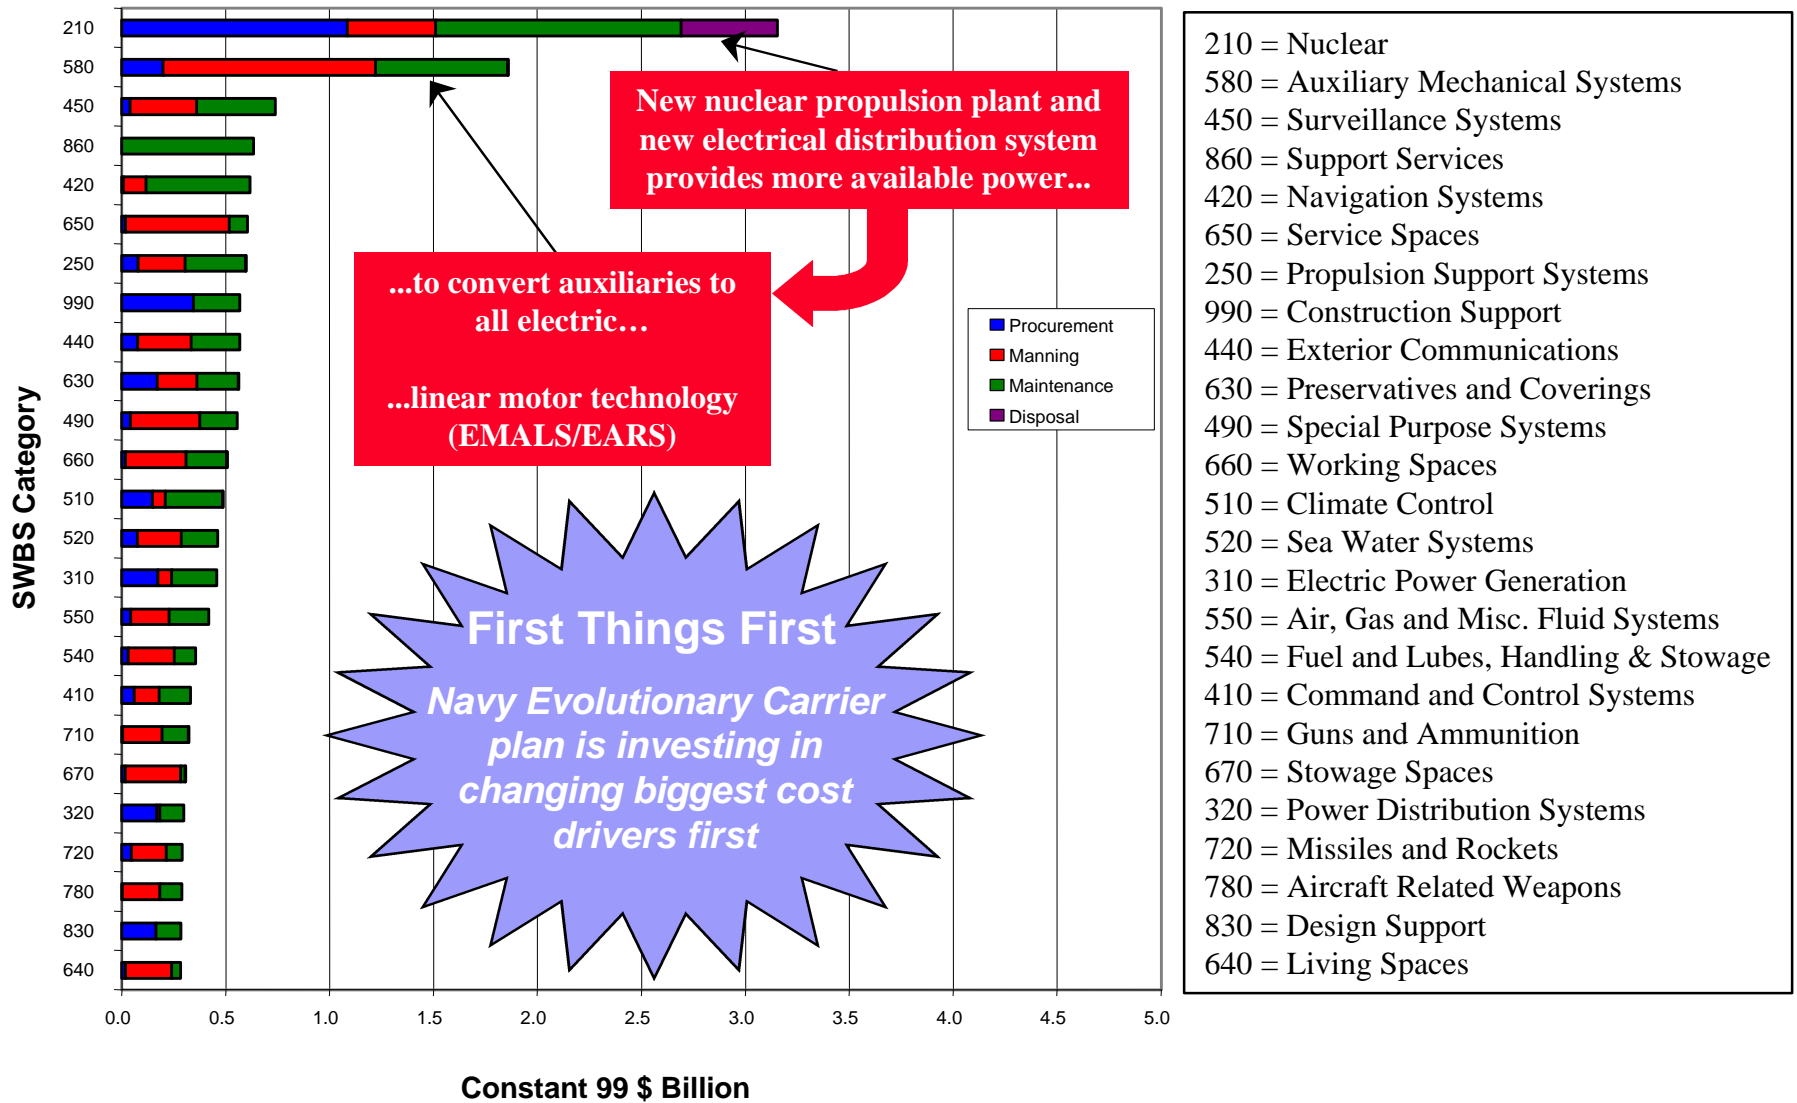 SWBS Category
210
580
450
860
420
650
250
990
440
630
490
660
510
520
310
550
540
410
710
670
320
720
780
830
640
0.0 0.5 1.0 1.5 2.0 2.5 3.0 3.5 4.0 4.5 5.0
Constant 99 $ Billion
New nuclear propulsion plant and
new electrical distribution system
provides more available power...
...to convert auxiliaries to
all electric…
...linear motor technology
(EMALS/EARS)
Procurement
Manning
Maintenance
Disposal
First Things First
Navy Evolutionary Carrier
plan is investing in
changing biggest cost
drivers first
210 = Nuclear
580 = Auxiliary Mechanical Systems
450 = Surveillance Systems
860 = Support Services
420 = Navigation Systems
650 = Service Spaces
250 = Propulsion Support Systems
990 = Construction Support
440 = Exterior Communications
630 = Preservatives and Coverings
490 = Special Purpose Systems
660 = Working Spaces
510 = Climate Control
520 = Sea Water Systems
310 = Electric Power Generation
550 = Air, Gas and Misc. Fluid Systems
540 = Fuel and Lubes, Handling & Stowage
410 = Command and Control Systems
710 = Guns and Ammunition
670 = Stowage Spaces
320 = Power Distribution Systems
720 = Missiles and Rockets
780 = Aircraft Related Weapons
830 = Design Support
640 = Living Spaces